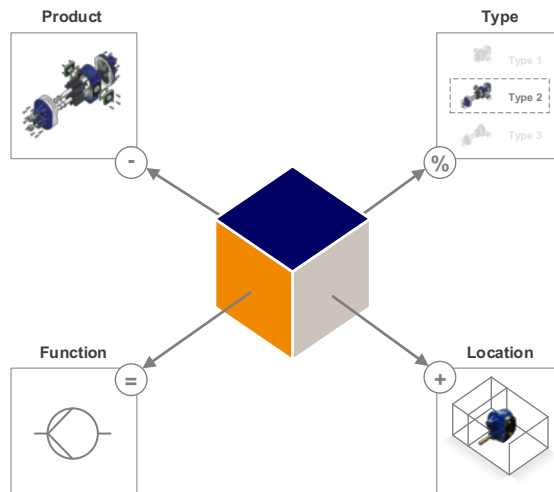 Product
Type
Type 1
Type 2
Type 3
-
%
Function
Location
=
+